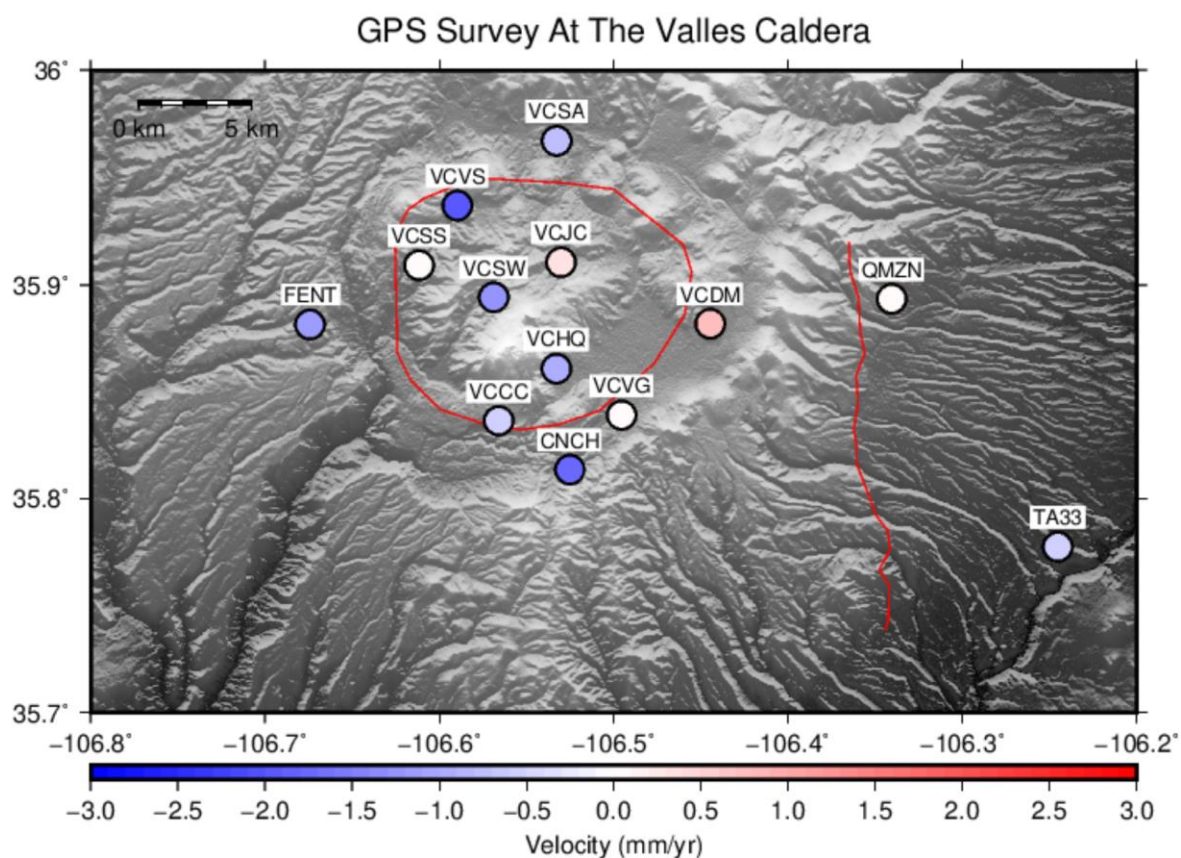 GPS Survey At The Valles Caldera
36°
0 km 5 km
VCSA
VCVS
VCSS
VCJC
VCSW
35.9°
FENT
VCDM
QMZN
VCHQ
VCCC
VCVG
CNCH
35.8°
TA33
35.7°
−106.8° −106.7° −106.6° −106.5° −106.4° −106.3° −106.2°
−3.0 −2.5 −2.0 −1.5 −1.0 −0.5 0.0 0.5 1.0 1.5 2.0 2.5 3.0
Velocity (mm/yr)